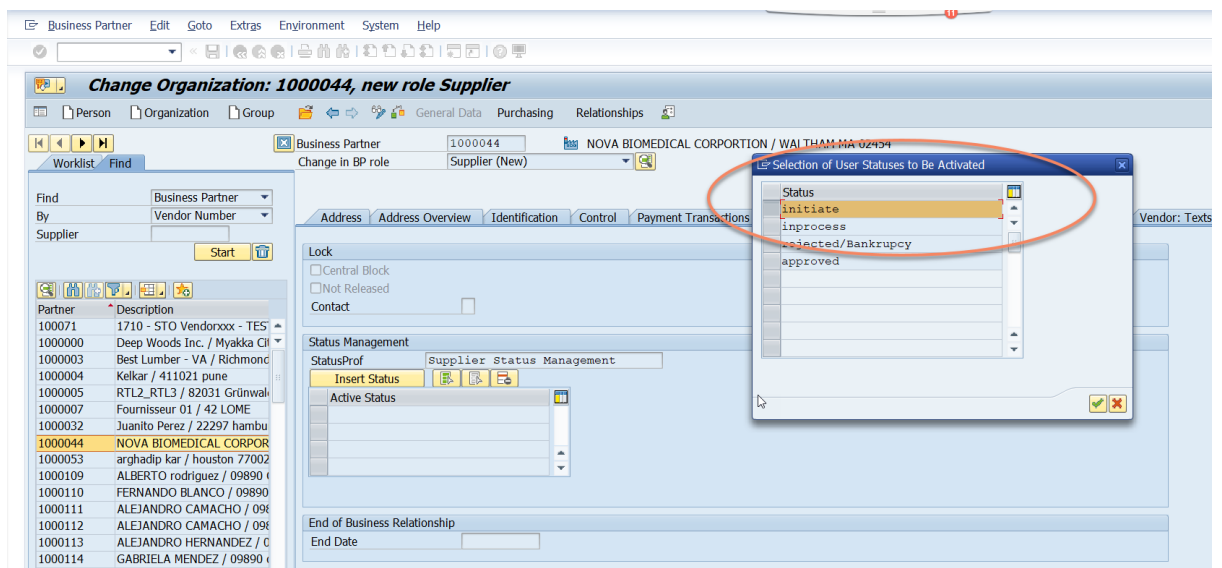 Business Partner Edit Goto Extras Environment System Help
Change Organization: 1000044, new role Supplier
Person Organization Group General Data Purchasing Relationships
Business Partner 1000044 NOVA BIOMEDICAL CORPORTION / WALTHAM MA 02454
Worklist Find
Change in BP role Supplier (New)
Find Business Partner
By Vendor Number
Supplier
Start
Address Address Overview Identification Control Payment Transactions Vendor: Texts
Lock
Central Block
Not Released
Contact
Partner Description
100071 1710 - STO Vendorxxx - TES
1000000 Deep Woods Inc. / Myakka Cit
1000003 Best Lumber - VA / Richmond
1000004 Kelkar / 411021 pune
1000005 RTL2_RTL3 / 82031 Grünwal
1000007 Fournisseur 01 / 42 LOME
1000032 Juanito Perez / 22297 hambu
1000044 NOVA BIOMEDICAL CORPOR
1000053 arghadip kar / houston 77002
1000109 ALBERTO rodriguez / 09890
1000110 FERNANDO BLANCO / 09890
1000111 ALEJANDRO CAMACHO / 098
1000112 ALEJANDRO CAMACHO / 098
1000113 ALEJANDRO HERNANDEZ / 0
1000114 GABRIELA MENDEZ / 09890
Status Management
StatusProf Supplier Status Management
Insert Status
Active Status
End of Business Relationship
End Date
Selection of User Statuses to Be Activated
Status
initiate
inprocess
rejected/Bankrupcy
approved